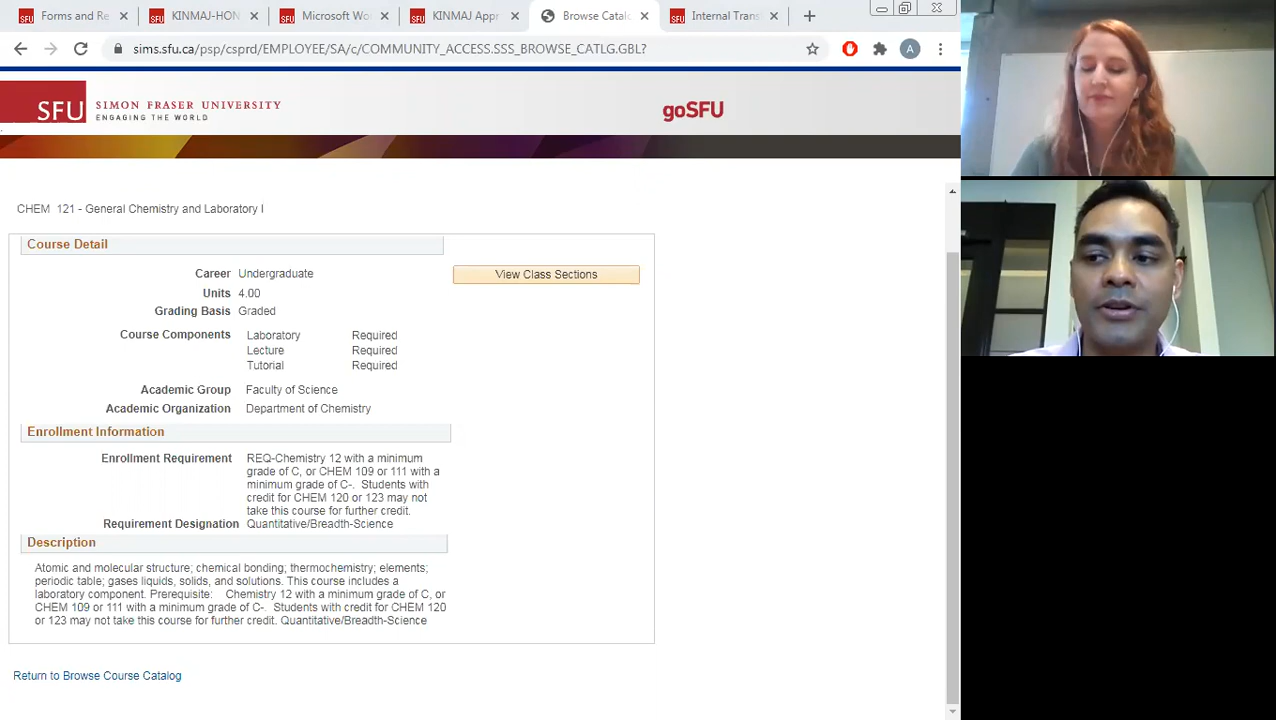 Forms and Re
KINMAJ-HON
Microsoft Wo
KINMAJ Appr
Browse Catal
Internal Trans
sims.sfu.ca/psp/csprd/EMPLOYEE/SA/c/COMMUNITY_ACCESS.SSS_BROWSE_CATLG.GBL?
A
SFU SIMON FRASER UNIVERSITY
ENGAGING THE WORLD
goSFU
CHEM 121 - General Chemistry and Laboratory I
Course Detail
Career Undergraduate
View Class Sections
Units 4.00
Grading Basis Graded
Course Components Laboratory Required
Lecture Required
Tutorial Required
Academic Group Faculty of Science
Academic Organization Department of Chemistry
Enrollment Information
Enrollment Requirement REQ-Chemistry 12 with a minimum
grade of C, or CHEM 109 or 111 with a
minimum grade of C-. Students with
credit for CHEM 120 or 123 may not
take this course for further credit.
Requirement Designation Quantitative/Breadth-Science
Description
Atomic and molecular structure; chemical bonding; thermochemistry; elements;
periodic table; gases liquids, solids, and solutions. This course includes a
laboratory component. Prerequisite: Chemistry 12 with a minimum grade of C, or
CHEM 109 or 111 with a minimum grade of C-. Students with credit for CHEM 120
or 123 may not take this course for further credit. Quantitative/Breadth-Science
Return to Browse Course Catalog